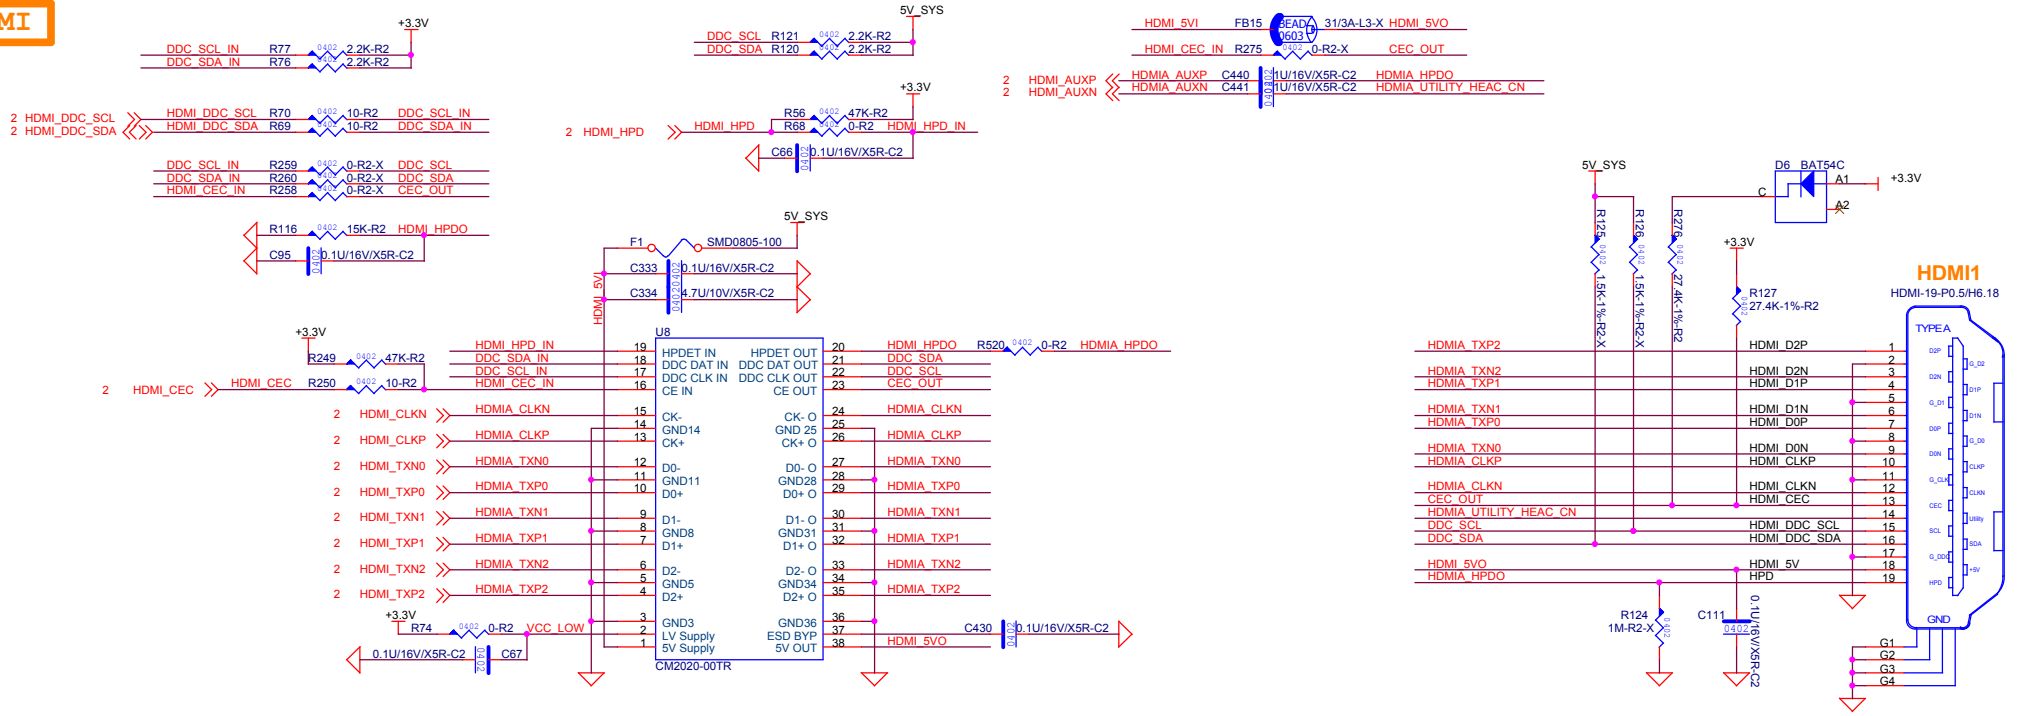 MI
+3.3V
DDC_SCL_IN R77 0402 2.2K-R2
DDC_SDA_IN R76 0402 2.2K-R2
2 HDMI_DDC_SCL HDMI_DDC_SCL R70 0402 10-R2 DDC_SCL_IN
2 HDMI_DDC_SDA HDMI_DDC_SDA R69 0402 10-R2 DDC_SDA_IN
DDC_SCL_IN R259 0402 0-R2-X DDC_SCL
DDC_SDA_IN R260 0402 0-R2-X DDC_SDA
HDMI_CEC_IN R258 0402 0-R2-X CEC_OUT
R116 0402 15K-R2 HDMI_HPDO
C95 0402 0.1U/16V/X5R-C2
5V_SYS
DDC_SCL R121 0402 2.2K-R2
DDC_SDA R120 0402 2.2K-R2
+3.3V
R56 0402 47K-R2
2 HDMI_HPD HDMI_HPD R68 0402 0-R2 HDMI_HPD_IN
C66 0402 0.1U/16V/X5R-C2
HDMI_5VI FB15 BEAD 0603 31/3A-L3-X HDMI_5VO
HDMI_CEC_IN R275 0402 0-R2-X CEC_OUT
2 HDMI_AUXP HDMIA_AUXP C440 1U/16V/X5R-C2 HDMIA_HPDO
2 HDMI_AUXN HDMIA_AUXN C441 1U/16V/X5R-C2 HDMIA_UTILITY_HEAC_CN
5V_SYS
F1 SMD0805-100
C333 0402 0.1U/16V/X5R-C2
C334 0402 4.7U/10V/X5R-C2
HDMI_5VI
+3.3V
R249 0402 47K-R2
2 HDMI_CEC HDMI_CEC R250 0402 10-R2 HDMI_CEC_IN
U8
HDMI_HPD_IN 19 HPDET IN HPDET OUT 20 HDMI_HPDO R520 0402 0-R2 HDMIA_HPDO
DDC_SDA_IN 18 DDC DAT IN DDC DAT OUT 21 DDC_SDA
DDC_SCL_IN 17 DDC CLK IN DDC CLK OUT 22 DDC_SCL
16 CE IN CE OUT 23 CEC_OUT
2 HDMI_CLKN HDMIA_CLKN 15 CK- CK- O 24 HDMIA_CLKN
14 GND14 GND 25 25
2 HDMI_CLKP HDMIA_CLKP 13 CK+ CK+ O 26 HDMIA_CLKP
2 HDMI_TXN0 HDMIA_TXN0 12 D0- D0- O 27 HDMIA_TXN0
11 GND11 GND28 28
2 HDMI_TXP0 HDMIA_TXP0 10 D0+ D0+ O 29 HDMIA_TXP0
2 HDMI_TXN1 HDMIA_TXN1 9 D1- D1- O 30 HDMIA_TXN1
8 GND8 GND31 31
2 HDMI_TXP1 HDMIA_TXP1 7 D1+ D1+ O 32 HDMIA_TXP1
2 HDMI_TXN2 HDMIA_TXN2 6 D2- D2- O 33 HDMIA_TXN2
5 GND5 GND34 34
2 HDMI_TXP2 HDMIA_TXP2 4 D2+ D2+ O 35 HDMIA_TXP2
3 GND3 GND36 36
+3.3V R74 0402 0-R2 VCC_LOW 2 LV Supply ESD BYP 37 C430 0402 0.1U/16V/X5R-C2
1 5V Supply 5V OUT 38 HDMI_5VO
0.1U/16V/X5R-C2 0402 C67
CM2020-00TR
5V_SYS
D6 BAT54C
C A1 +3.3V
A2
R125 0402 1.5K-1%-R2-X
R126 0402 1.5K-1%-R2-X
R276 0402 27.4K-1%-R2
+3.3V
R127 0402
27.4K-1%-R2
HDMI1
HDMI-19-P0.5/H6.18
TYPE A
HDMIA_TXP2 HDMI_D2P 1 D2P
2 G_D2
HDMIA_TXN2 HDMI_D2N 3 D2N
HDMIA_TXP1 HDMI_D1P 4 D1P
5 G_D1
HDMIA_TXN1 HDMI_D1N 6 D1N
HDMIA_TXP0 HDMI_D0P 7 D0P
8 G_D0
HDMIA_TXN0 HDMI_D0N 9 D0N
HDMIA_CLKP HDMI_CLKP 10 CLKP
11 G_CLK
HDMIA_CLKN HDMI_CLKN 12 CLKN
CEC_OUT HDMI_CEC 13 CEC
HDMIA_UTILITY_HEAC_CN 14 Utility
DDC_SCL HDMI_DDC_SCL 15 SCL
DDC_SDA HDMI_DDC_SDA 16 SDA
17 G_DDC
HDMI_5VO HDMI_5V 18 +5V
HDMIA_HPDO HPD 19 HPD
R124 0402
1M-R2-X
C111 0402 0.1U/16V/X5R-C2
GND
G1
G2
G3
G4